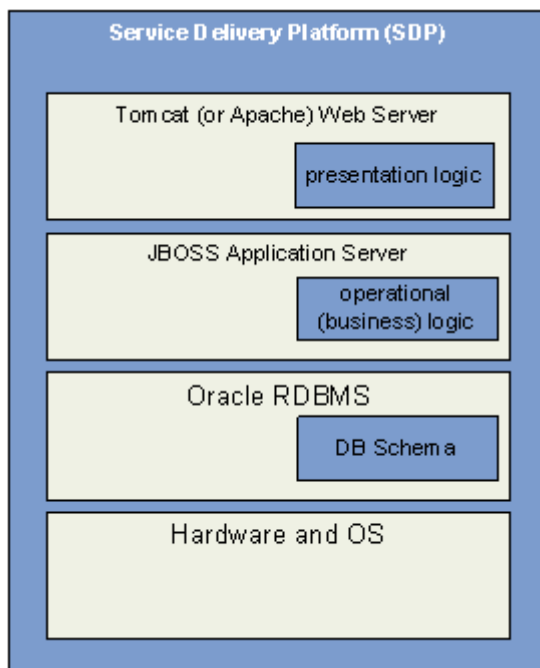 Service Delivery Platform (SDP)
Tomcat (or Apache) Web Server
presentation logic
JBOSS Application Server
operational
(business) logic
Oracle RDBMS
DB Schema
Hardware and OS